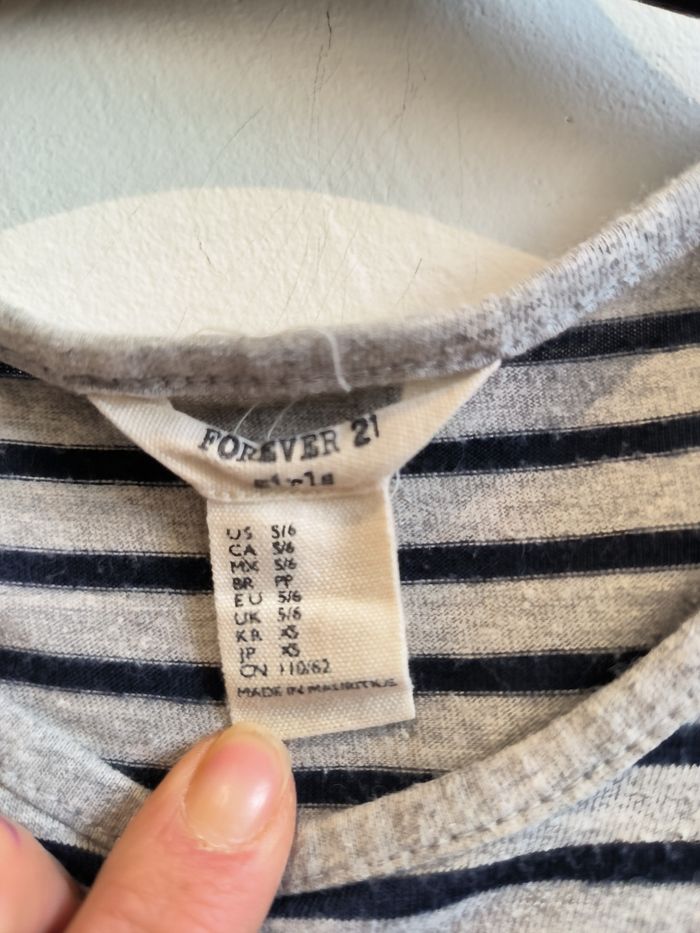 FOREVER 21
girls
US 5/6
CA 5/6
MX 5/6
BR PP
EU 5/6
UK 5/6
KR XS
JP XS
CN 110/62
MADE IN MAURITIUS